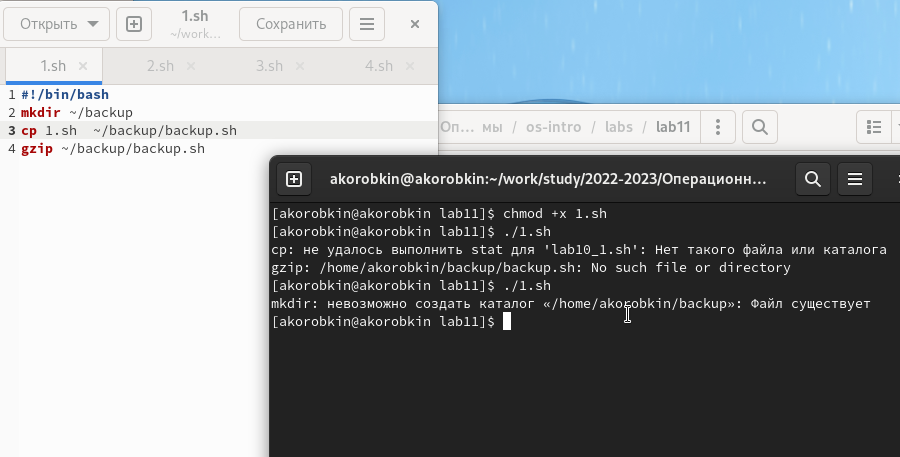 Открыть
1.sh
~/work...
Сохранить
1.sh
2.sh
3.sh
4.sh
1 #!/bin/bash
2 mkdir ~/backup
3 cp 1.sh  ~/backup/backup.sh
4 gzip ~/backup/backup.sh
Оп... мы / os-intro / labs / lab11
akorobkin@akorobkin:~/work/study/2022-2023/Операционн...
[akorobkin@akorobkin lab11]$ chmod +x 1.sh
[akorobkin@akorobkin lab11]$ ./1.sh
cp: не удалось выполнить stat для 'lab10_1.sh': Нет такого файла или каталога
gzip: /home/akorobkin/backup/backup.sh: No such file or directory
[akorobkin@akorobkin lab11]$ ./1.sh
mkdir: невозможно создать каталог «/home/akorobkin/backup»: Файл существует
[akorobkin@akorobkin lab11]$